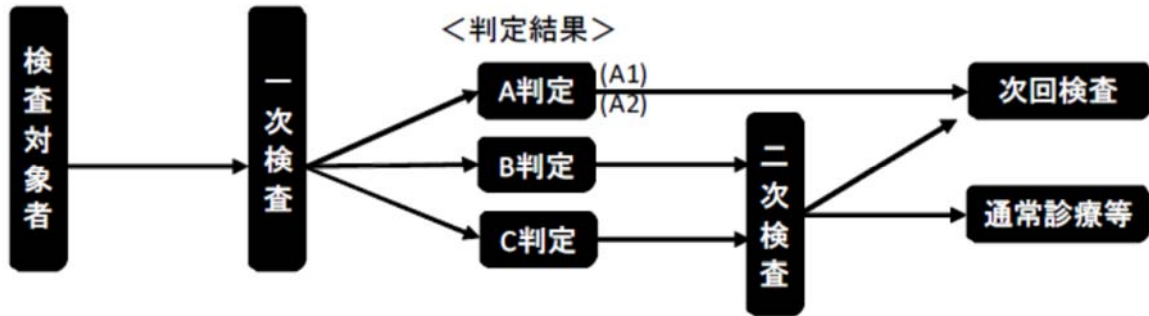 検査対象者
一次検査
＜判定結果＞
A判定
(A1)
(A2)
B判定
C判定
二次検査
次回検査
通常診療等